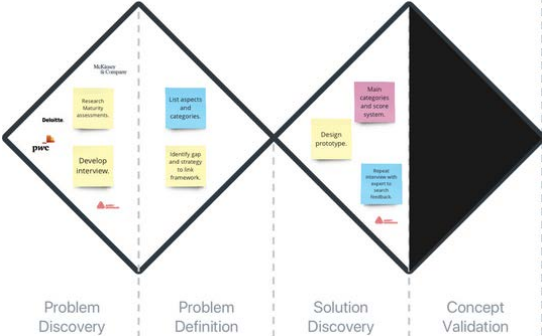 McKinsey
& Company
Research
Maturity
assessments.
Deloitte.
pwc
Develop
interview.
List aspects
and
categories.
Identify gap
and strategy
to link
framework.
Main
categories
and score
system.
Design
prototype.
Repeat
interview with
expert to
search
feedback.
Problem
Discovery
Problem
Definition
Solution
Discovery
Concept
Validation